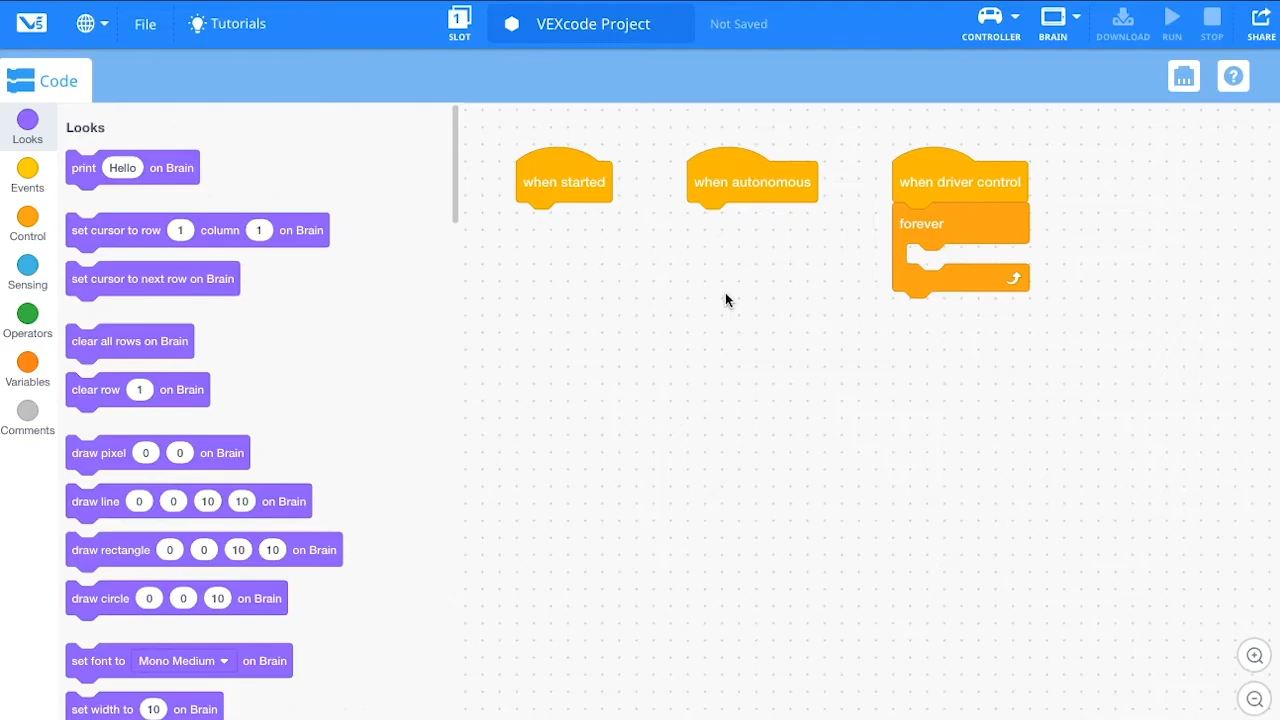 V5
File
Tutorials
1
SLOT
VEXcode Project
Not Saved
CONTROLLER
BRAIN
DOWNLOAD
RUN
STOP
SHARE
Code
?
Looks
Events
Control
Sensing
Operators
Variables
Comments
Looks
print Hello on Brain
set cursor to row 1 column 1 on Brain
set cursor to next row on Brain
clear all rows on Brain
clear row 1 on Brain
draw pixel 0 0 on Brain
draw line 0 0 10 10 on Brain
draw rectangle 0 0 10 10 on Brain
draw circle 0 0 10 on Brain
set font to Mono Medium on Brain
set width to 10 on Brain
when started
when autonomous
when driver control
forever